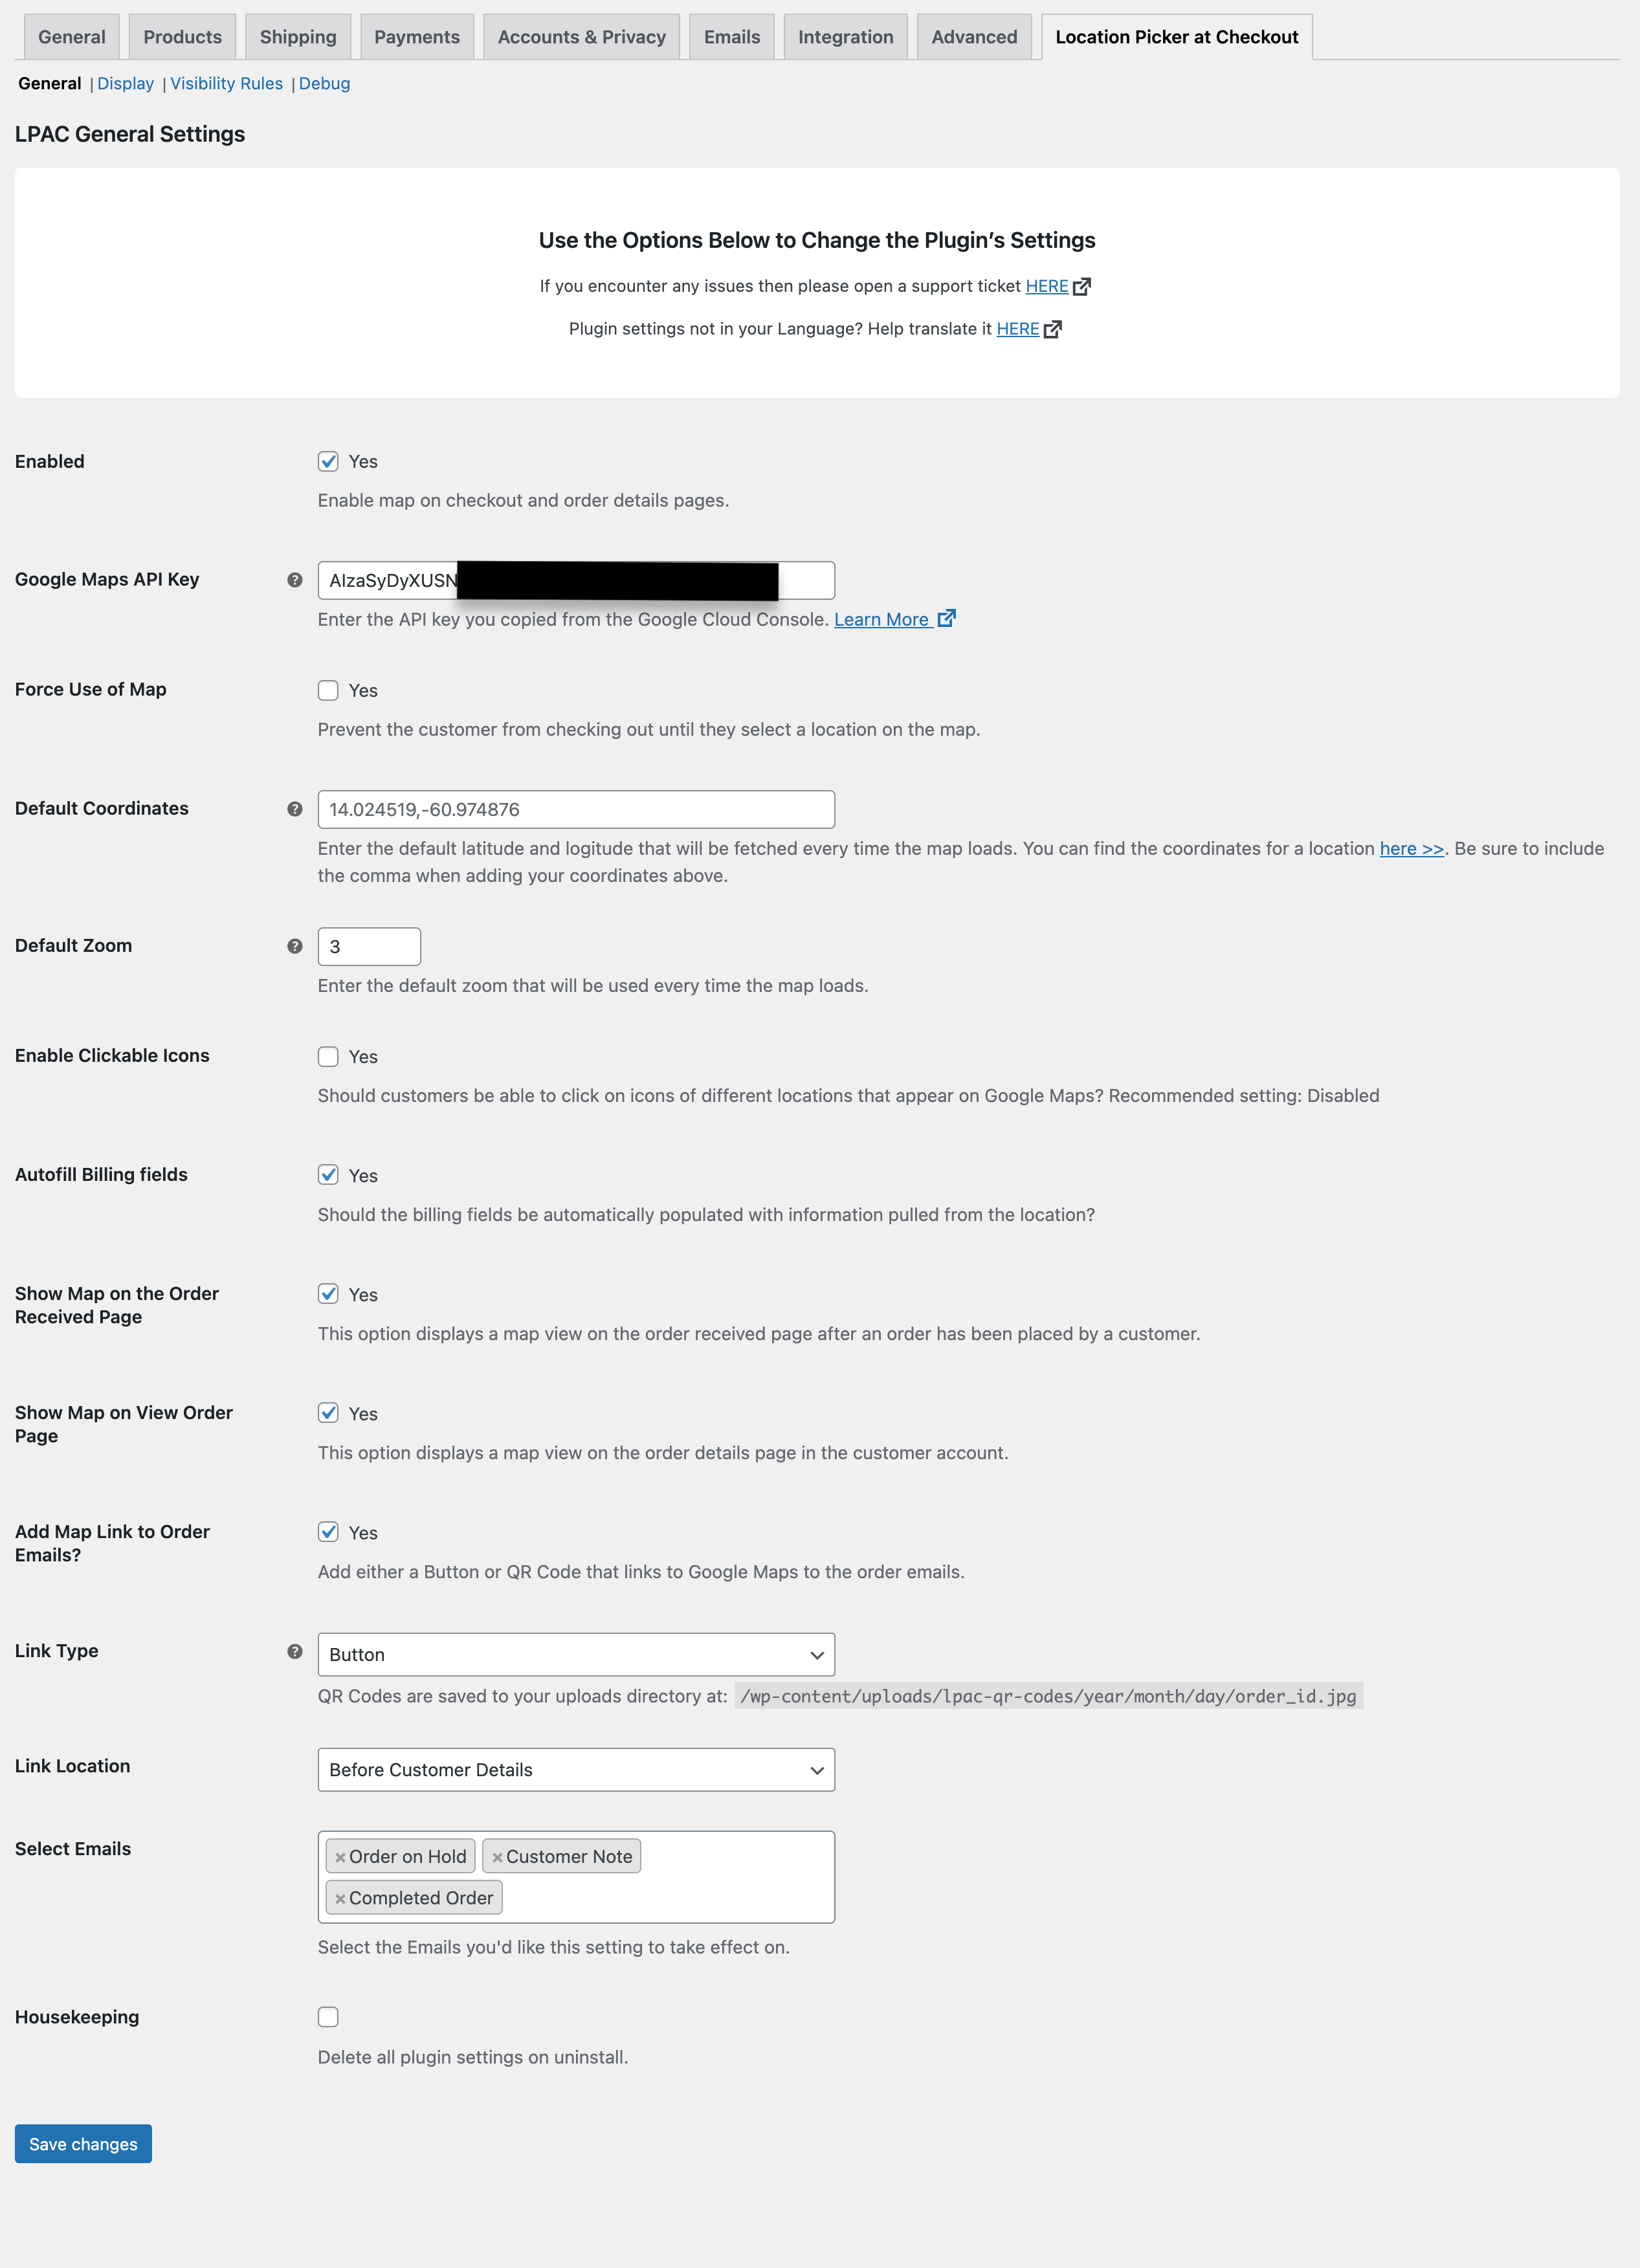 General Products Shipping Payments Accounts & Privacy Emails Integration Advanced Location Picker at Checkout
General | Display | Visibility Rules | Debug
LPAC General Settings
Use the Options Below to Change the Plugin's Settings
If you encounter any issues then please open a support ticket HERE
Plugin settings not in your Language? Help translate it HERE
Enabled
Yes
Enable map on checkout and order details pages.
Google Maps API Key
AIzaSyDyXUSN
Enter the API key you copied from the Google Cloud Console. Learn More
Force Use of Map
Yes
Prevent the customer from checking out until they select a location on the map.
Default Coordinates
14.024519,-60.974876
Enter the default latitude and logitude that will be fetched every time the map loads. You can find the coordinates for a location here >>. Be sure to include
the comma when adding your coordinates above.
Default Zoom
3
Enter the default zoom that will be used every time the map loads.
Enable Clickable Icons
Yes
Should customers be able to click on icons of different locations that appear on Google Maps? Recommended setting: Disabled
Autofill Billing fields
Yes
Should the billing fields be automatically populated with information pulled from the location?
Show Map on the Order
Received Page
Yes
This option displays a map view on the order received page after an order has been placed by a customer.
Show Map on View Order
Page
Yes
This option displays a map view on the order details page in the customer account.
Add Map Link to Order
Emails?
Yes
Add either a Button or QR Code that links to Google Maps to the order emails.
Link Type
Button
QR Codes are saved to your uploads directory at: /wp-content/uploads/lpac-qr-codes/year/month/day/order_id.jpg
Link Location
Before Customer Details
Select Emails
×Order on Hold ×Customer Note
×Completed Order
Select the Emails you'd like this setting to take effect on.
Housekeeping
Delete all plugin settings on uninstall.
Save changes